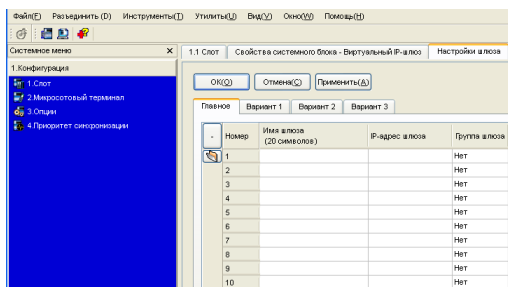 Файл(F) Разъединить (D) Инструменты(T) Утилиты(U) Вид(V) Окно(W) Помощь(H)
Системное меню X
1.1 Слот Свойства системного блока - Виртуальный IP-шлюз Настройки шлюза
1.Конфигурация
1.Слот
2.Микросотовый терминал
3.Опции
4.Приоритет синхронизации
OK(O) Отмена(C) Применить(A)
Главное Вариант 1 Вариант 2 Вариант 3
- Номер Имя шлюза (20 символов) IP-адрес шлюза Группа шлюза
1 Нет
2 Нет
3 Нет
4 Нет
5 Нет
6 Нет
7 Нет
8 Нет
9 Нет
10 Нет